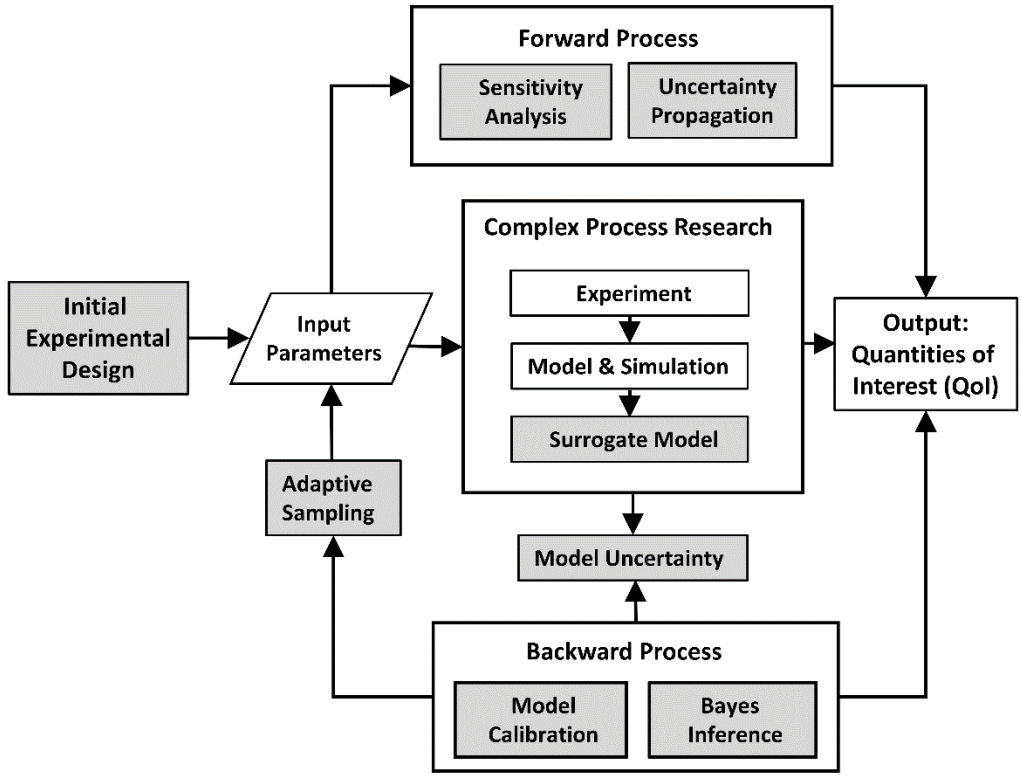 Forward Process
Sensitivity
Analysis
Uncertainty
Propagation
Complex Process Research
Experiment
Model & Simulation
Surrogate Model
Initial
Experimental
Design
Input
Parameters
Output:
Quantities of
Interest (QoI)
Adaptive
Sampling
Model Uncertainty
Backward Process
Model
Calibration
Bayes
Inference